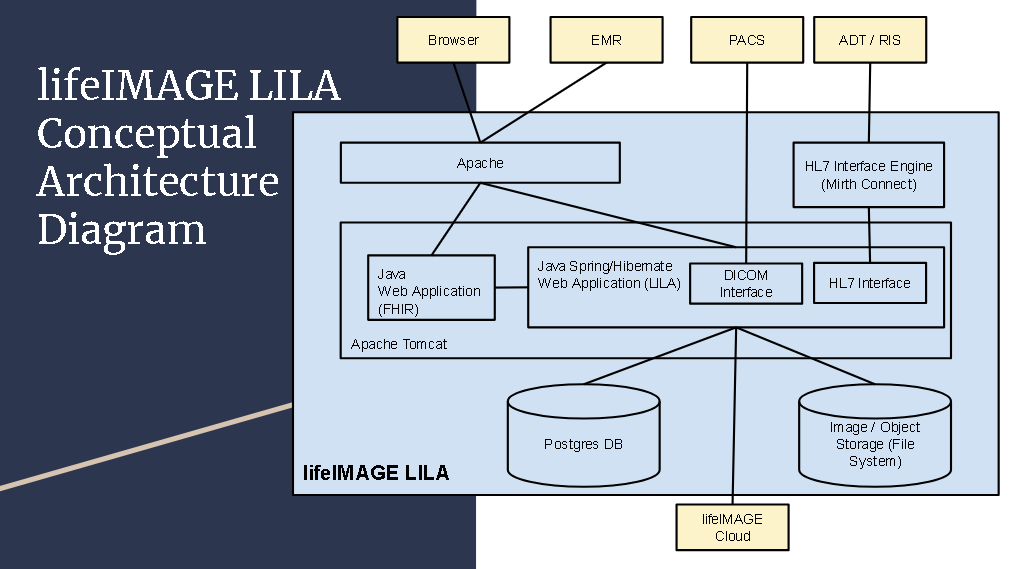 lifeIMAGE LILA
Conceptual
Architecture
Diagram
Browser
EMR
PACS
ADT / RIS
Apache
HL7 Interface Engine
(Mirth Connect)
Java
Web Application
(FHIR)
Java Spring/Hibernate
Web Application (LILA)
DICOM
Interface
HL7 Interface
Apache Tomcat
Postgres DB
Image / Object
Storage (File
System)
lifeIMAGE LILA
lifeIMAGE
Cloud